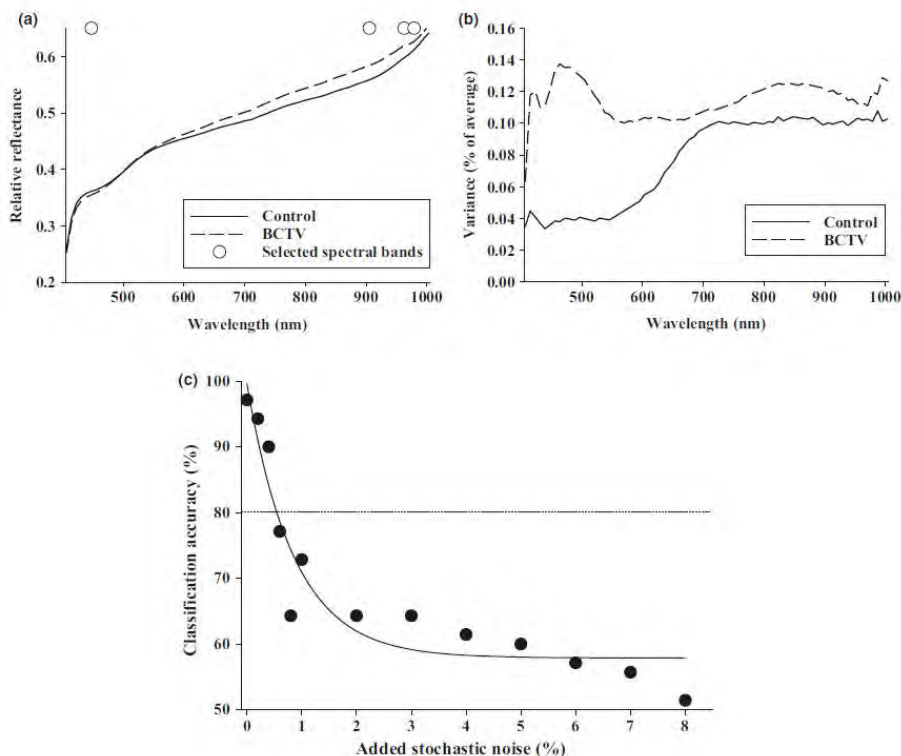 (a)
0.6
0.5
0.4
0.3
0.2
Relative reflectance
Control
BCTV
Selected spectral bands
500 600 700 800 900 1000
Wavelength (nm)
(b)
0.16
0.14
0.12
0.10
0.08
0.06
0.04
0.02
0.00
Variance (% of average)
Control
BCTV
500 600 700 800 900 1000
Wavelength (nm)
(c)
100
90
80
70
60
50
Classification accuracy (%)
0 1 2 3 4 5 6 7 8
Added stochastic noise (%)